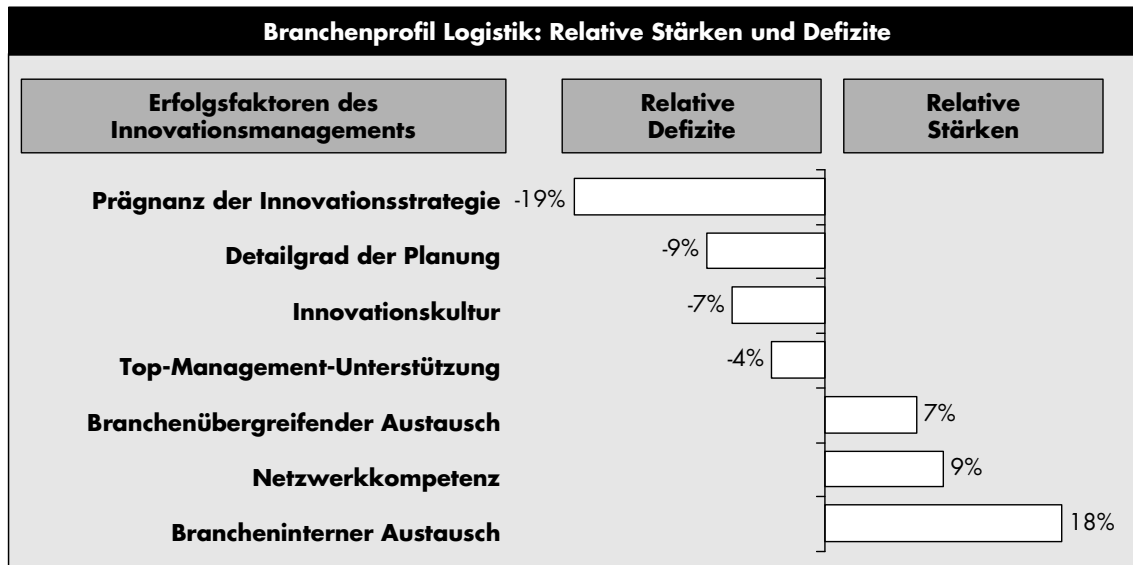 Branchenprofil Logistik: Relative Stärken und Defizite
Erfolgsfaktoren des
Innovationsmanagements
Relative
Defizite
Relative
Stärken
Prägnanz der Innovationsstrategie -19%
Detailgrad der Planung -9%
Innovationskultur -7%
Top-Management-Unterstützung -4%
Branchenübergreifender Austausch 7%
Netzwerkkompetenz 9%
Brancheninterner Austausch 18%